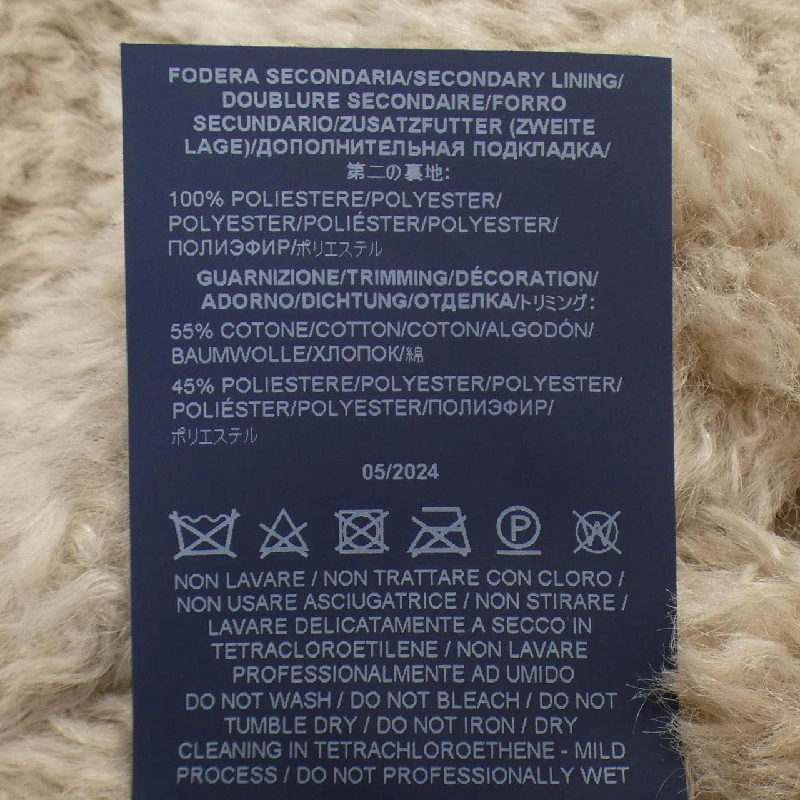 FODERA SECONDARIA/SECONDARY LINING/
DOUBLURE SECONDAIRE/FORRO
SECUNDARIO/ZUSATZFUTTER (ZWEITE
LAGE)/ДОПОЛНИТЕЛЬНАЯ ПОДКЛАДКА/
第二の裏地:
100% POLIESTERE/POLYESTER/
POLYESTER/POLIÉSTER/POLYESTER/
ПОЛИЭФИР/ポリエステル
GUARNIZIONE/TRIMMING/DÉCORATION/
ADORNO/DICHTUNG/ОТДЕЛКА/トリミング:
55% COTONE/COTTON/COTON/ALGODÓN/
BAUMWOLLE/ХЛОПОК/綿
45% POLIESTERE/POLYESTER/POLYESTER/
POLIÉSTER/POLYESTER/ПОЛИЭФИР/
ポリエステル
05/2024
P W
NON LAVARE / NON TRATTARE CON CLORO /
NON USARE ASCIUGATRICE / NON STIRARE /
LAVARE DELICATAMENTE A SECCO IN
TETRACLOROETILENE / NON LAVARE
PROFESSIONALMENTE AD UMIDO
DO NOT WASH / DO NOT BLEACH / DO NOT
TUMBLE DRY / DO NOT IRON / DRY
CLEANING IN TETRACHLOROETHENE - MILD
PROCESS / DO NOT PROFESSIONALLY WET